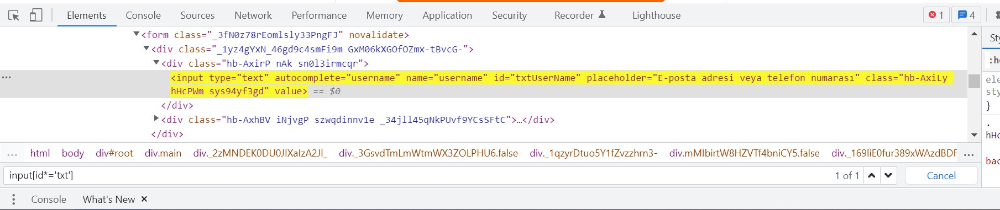 Elements Console Sources Network Performance Memory Application Security Recorder Lighthouse 1 4
<form class="_3fN0z78rEomlsly33PngFJ" novalidate>
Sty
<div class="_1yz4gYxN_46gd9c4smFi9m GxM06kXGOfOZmx-tBvcG-">
<div class="hb-AxirP nAk sn0l3irmcqr">
:ho
... <input type="text" autocomplete="username" name="username" id="txtUserName" placeholder="E-posta adresi veya telefon numarası" class="hb-AxiLy
ele
hHcPWm sys94yf3gd" value> == $0
sty
</div>
}
<div class="hb-AxhBV iNjvgP szwqdinnv1e _34jll45qNkPUvf9YCsSFtC">…</div>
.
</div>
hHc
... html body div#root div.main div._2zMNDEK0DU0JIXaIzA2Jl_ div._3GsvdTmLmWtmWX3ZOLPHU6.false div._1qzyrDtuo5Y1fZvzzhrn3- div.mMIbirtW8HZVTf4bniCY5.false div._169liE0fur389xWAzdBDF ...
bac
input[id*='txt'] 1 of 1 Cancel
Console What's New ×